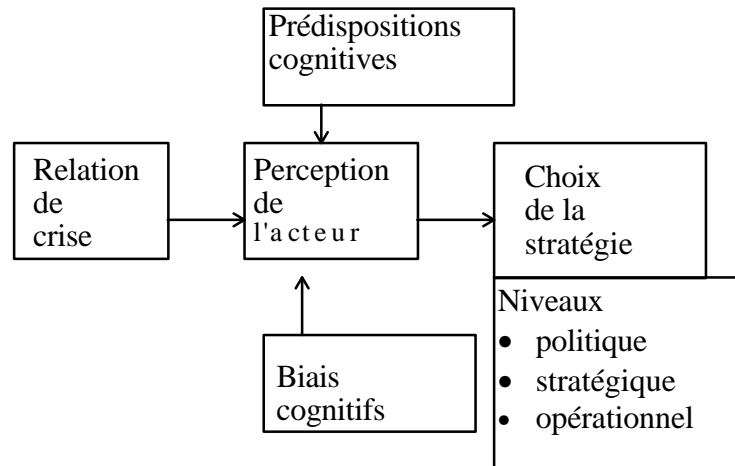 Prédispositions
cognitives
Relation
de
crise
Perception
de
l'acteur
Choix
de la
stratégie
Biais
cognitifs
Niveaux
• politique
• stratégique
• opérationnel